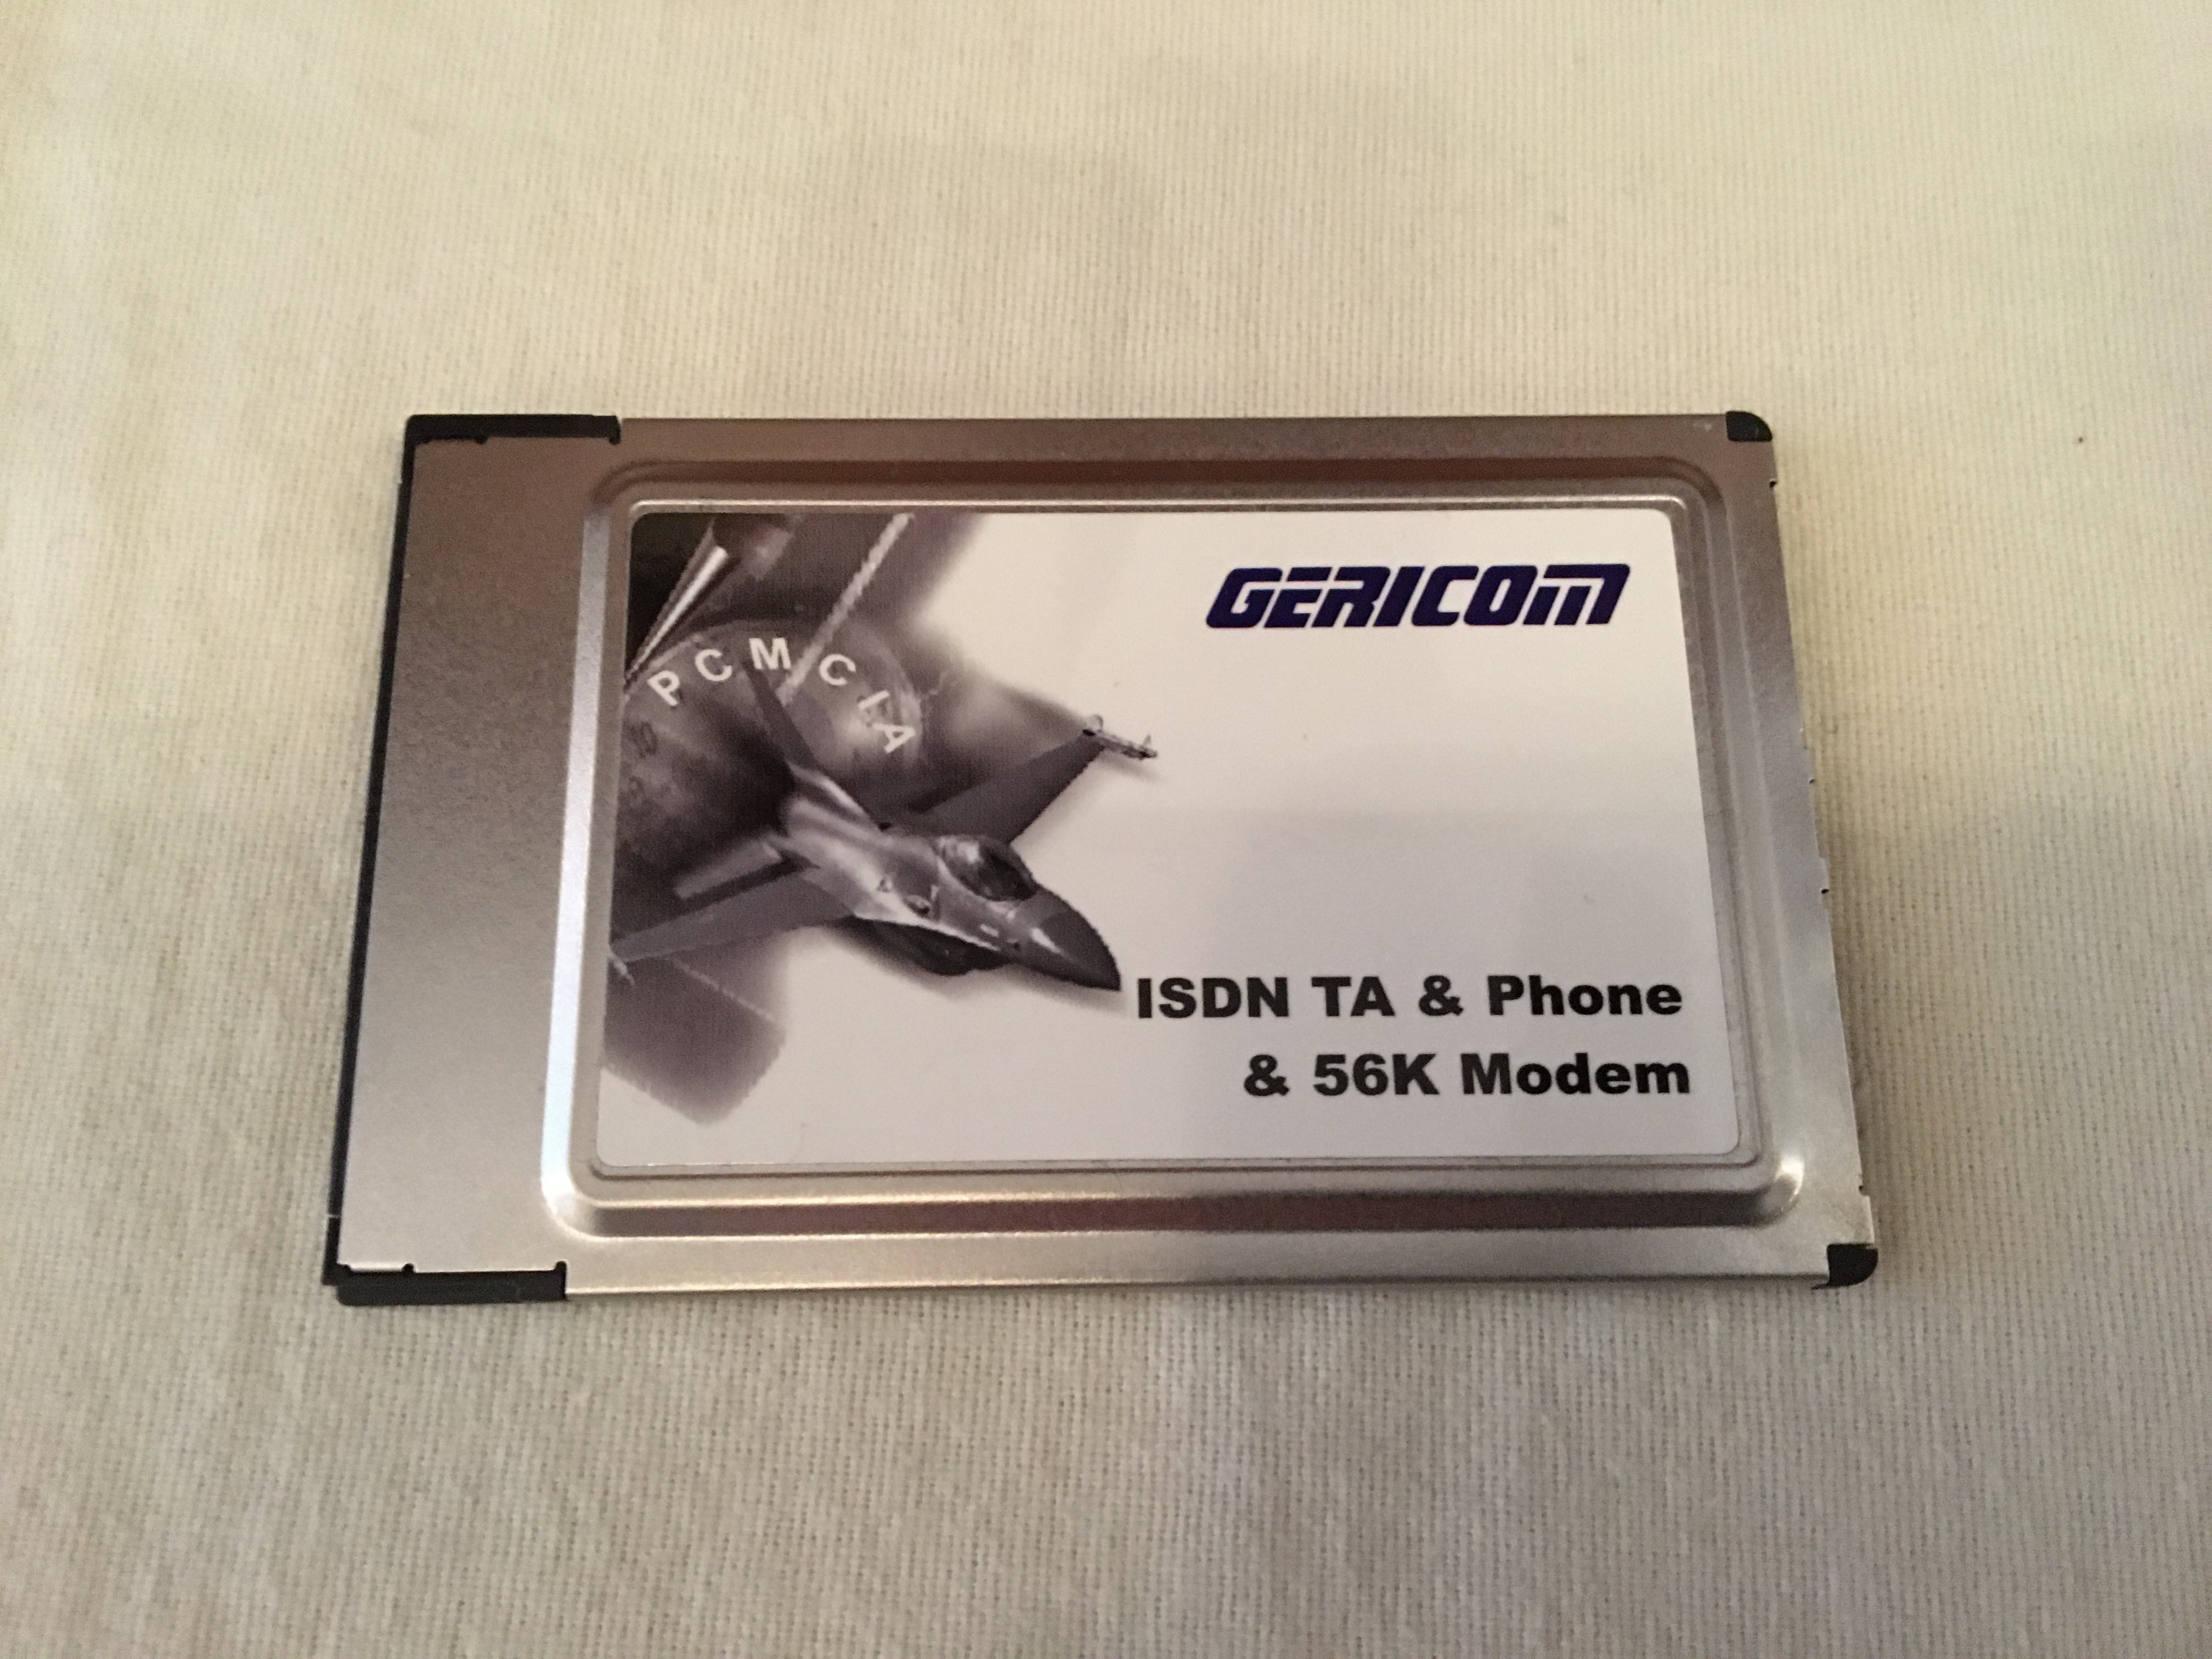 GERICOM
PCMCIA
ISDN TA & Phone
& 56K Modem